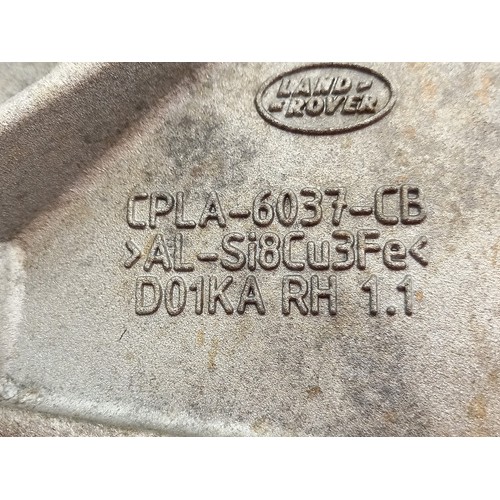 LAND-
-ROVER
CPLA-6037-CB
>AL-Si8Cu3Fe<
D01KA RH 1.1